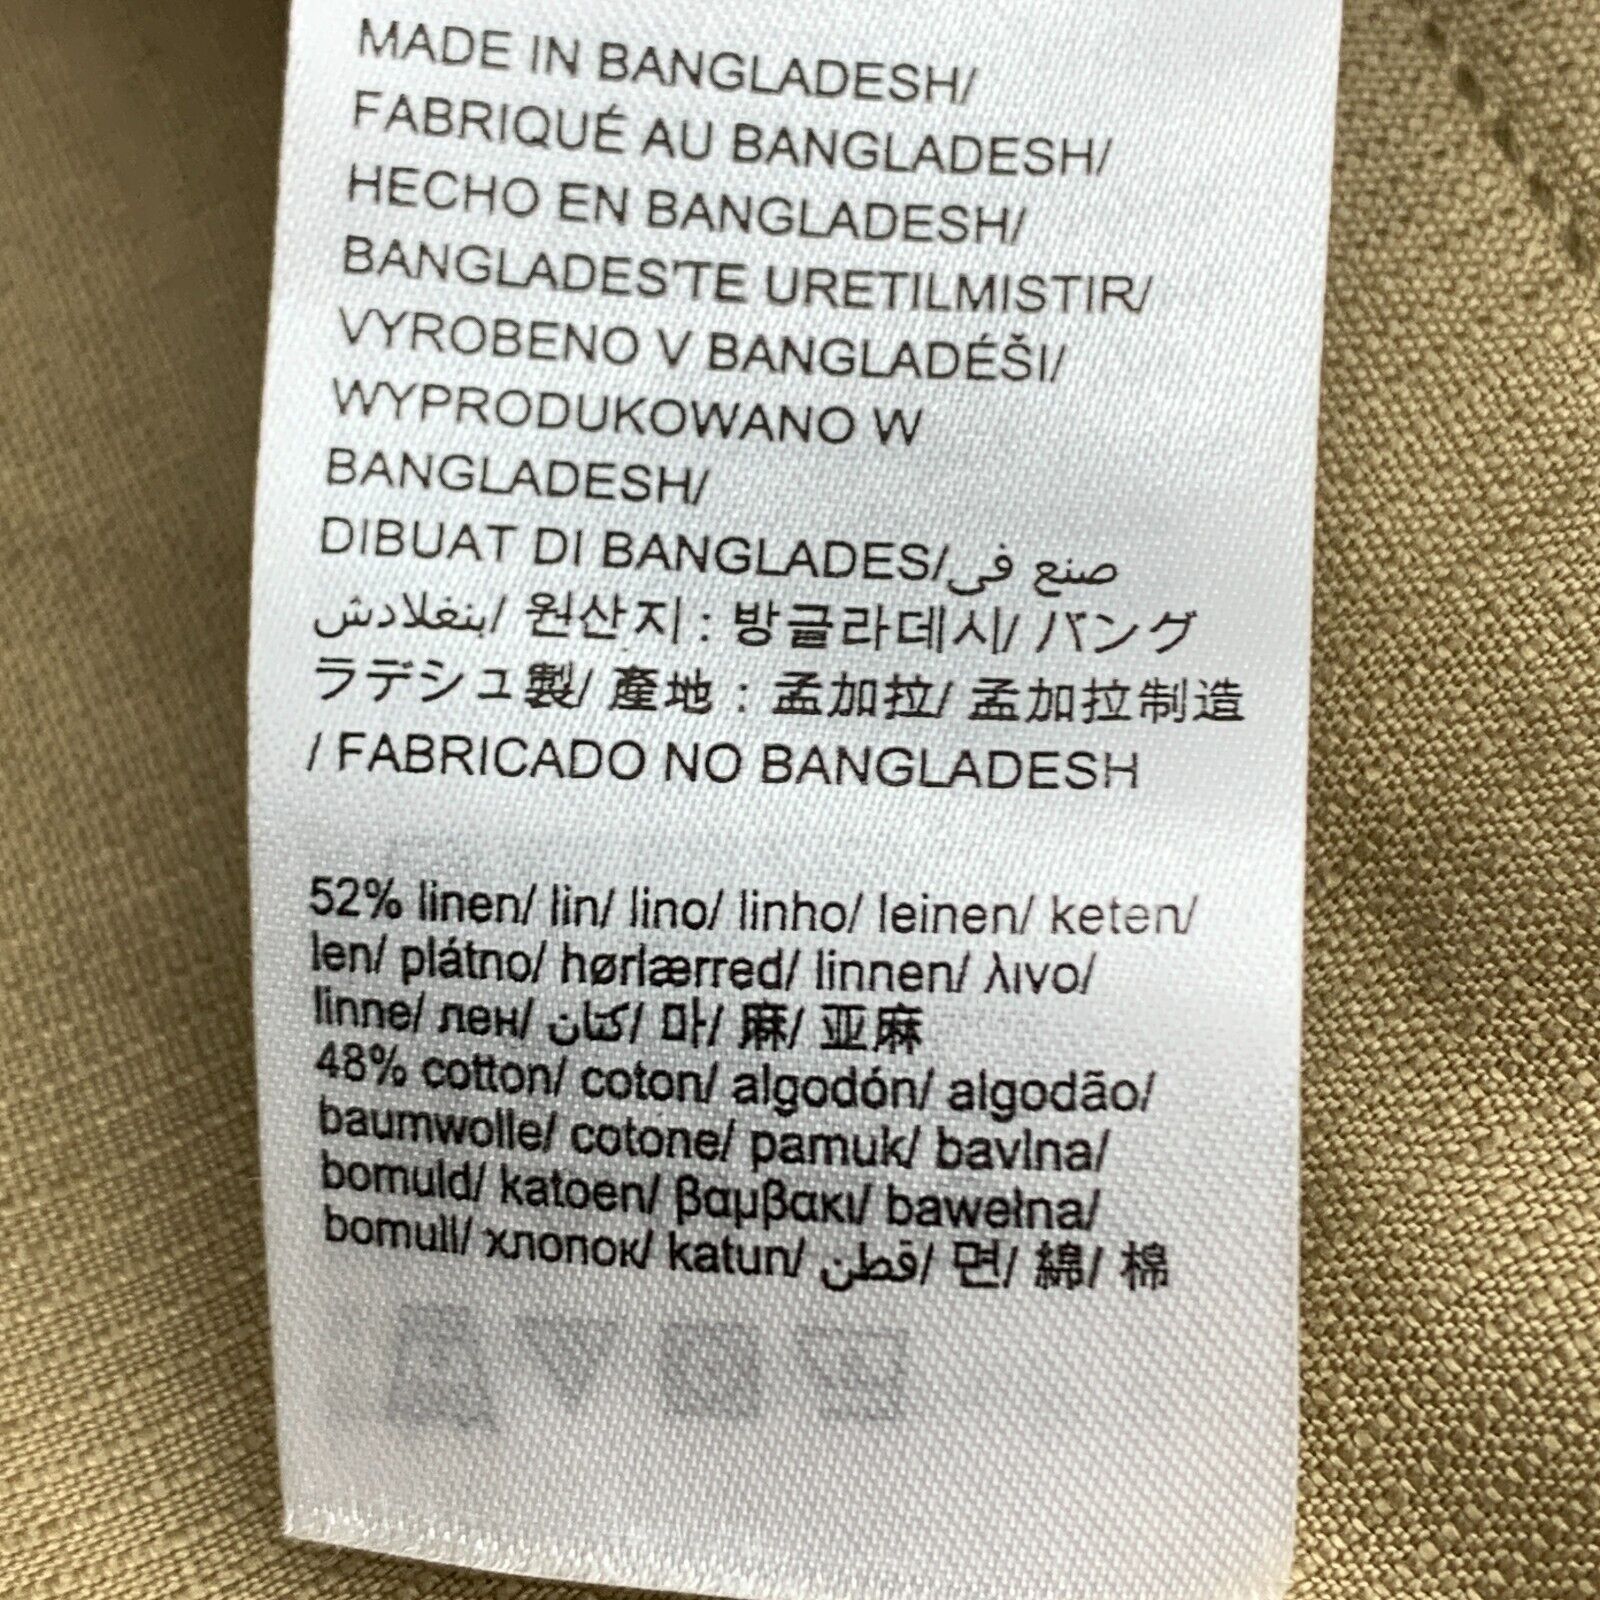 MADE IN BANGLADESH/
FABRIQUÉ AU BANGLADESH/
HECHO EN BANGLADESH/
BANGLADES'TE URETILMISTIR/
VYROBENO V BANGLADÉŠI/
WYPRODUKOWANO W
BANGLADESH/
DIBUAT DI BANGLADES/صنع في
بنغلادش/ 원산지 : 방글라데시/ バング
ラデシュ製/ 產地 : 孟加拉/ 孟加拉制造
/ FABRICADO NO BANGLADESH
52% linen/ lin/ lino/ linho/ leinen/ keten/
len/ plátno/ hørlærred/ linnen/ λινο/
linne/ лен/ كتان/ 마/ 麻/ 亚麻
48% cotton/ coton/ algodón/ algodão/
baumwolle/ cotone/ pamuk/ bavlna/
bomuld/ katoen/ βαμβακι/ bawełna/
bomull/ хлопок/ katun/ قطن/ 면/ 綿/ 棉